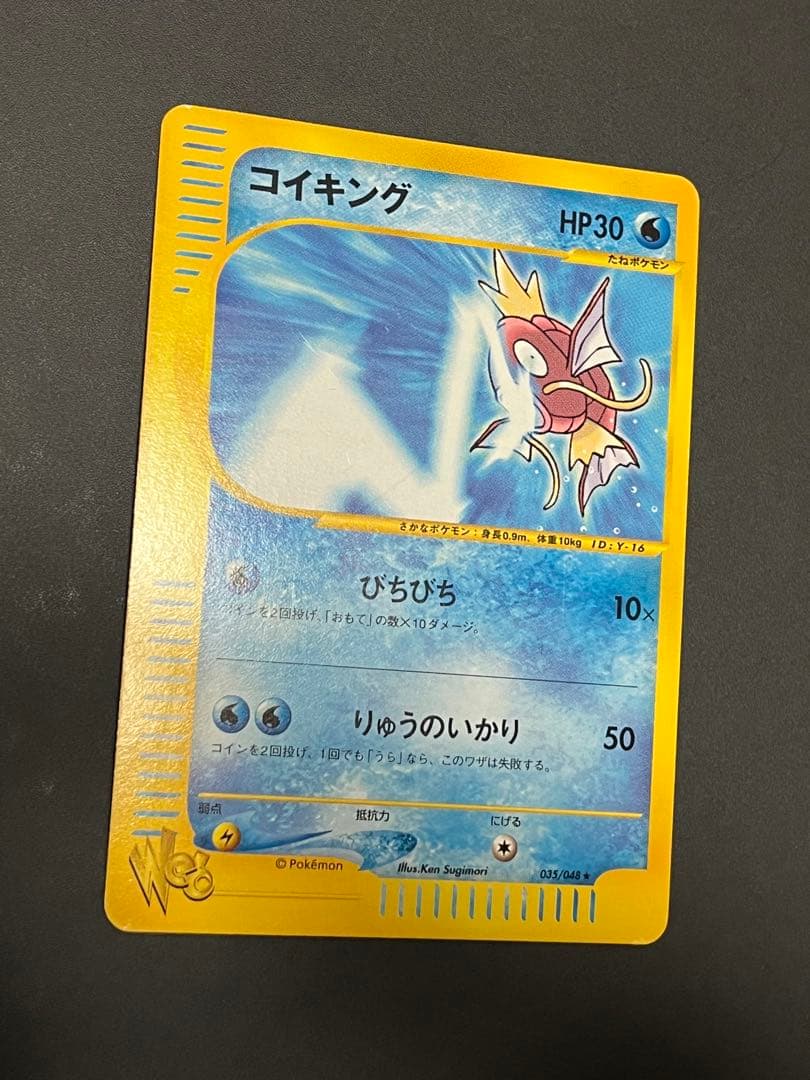 コイキング
HP30
たねポケモン
さかなポケモン：身長0.9m、体重10kg ID:Y-16
びちびち 10×
コインを2回投げ、「おもて」の数×10ダメージ。
りゅうのいかり 50
コインを2回投げ、1回でも「うら」なら、このワザは失敗する。
弱点 抵抗力 にげる
Web
© Pokémon Illus.Ken Sugimori 035/048★